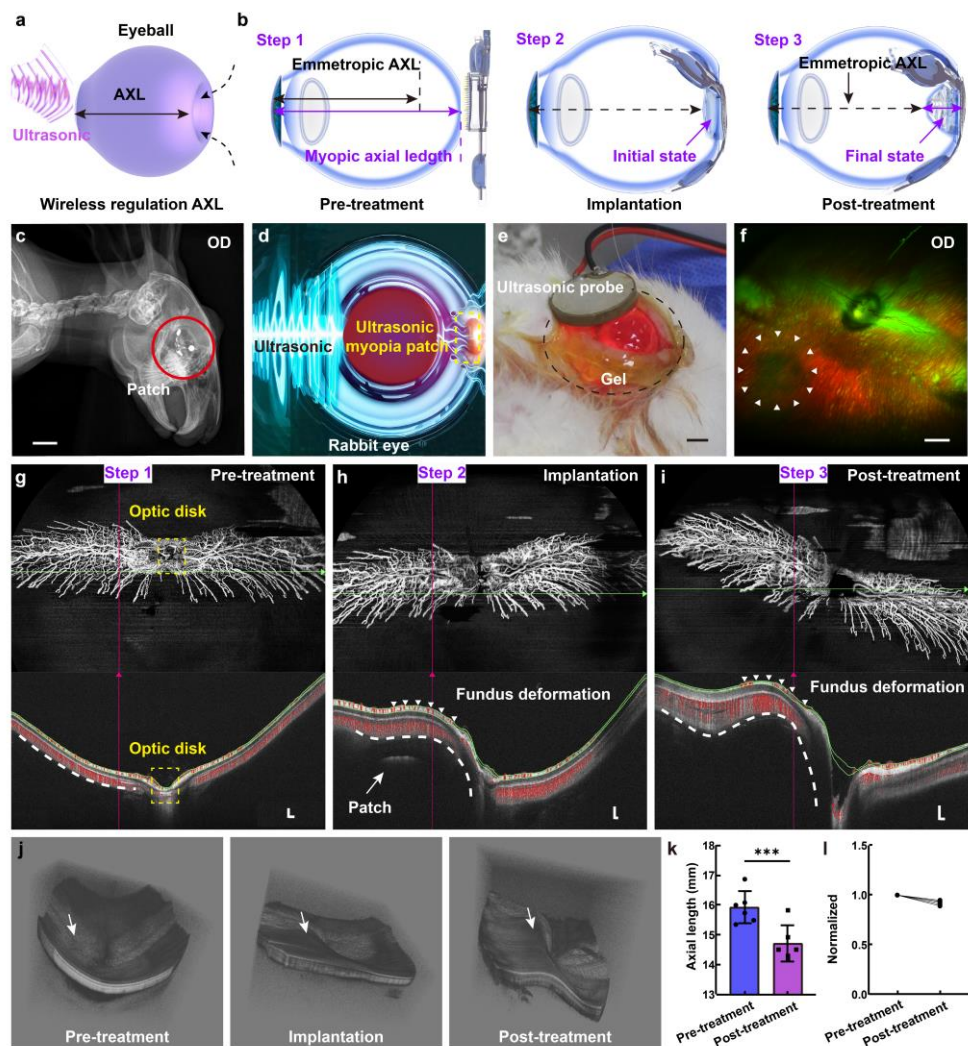 a
Eyeball
AXL
Ultrasonic
Wireless regulation AXL
b
Step 1
Emmetropic AXL
Myopic axial ledgth
Pre-treatment
Step 2
Initial state
Implantation
Step 3
Emmetropic AXL
Final state
Post-treatment
c
OD
Patch
d
Ultrasonic
Ultrasonic
myopia patch
Rabbit eye
e
Ultrasonic probe
Gel
f
OD
g
Step 1
Pre-treatment
Optic disk
Optic disk
h
Step 2
Implantation
Fundus deformation
Patch
i
Step 3
Post-treatment
Fundus deformation
j
Pre-treatment
Implantation
Post-treatment
k
***
Axial length (mm)
18
17
16
15
14
13
Pre-treatment
Post-treatment
l
Normalized
1.5
1.0
0.5
0.0
Pre-treatment
Post-treatment